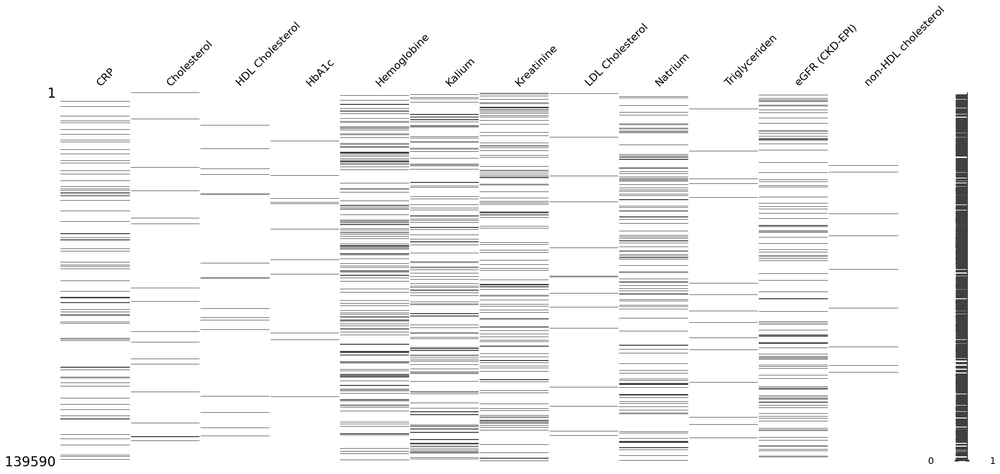 CRP
Cholesterol
HDL Cholesterol
HbA1c
Hemoglobine
Kalium
Kreatinine
LDL Cholesterol
Natrium
Triglyceriden
eGFR (CKD-EPI)
non-HDL cholesterol
1
139590
0
1